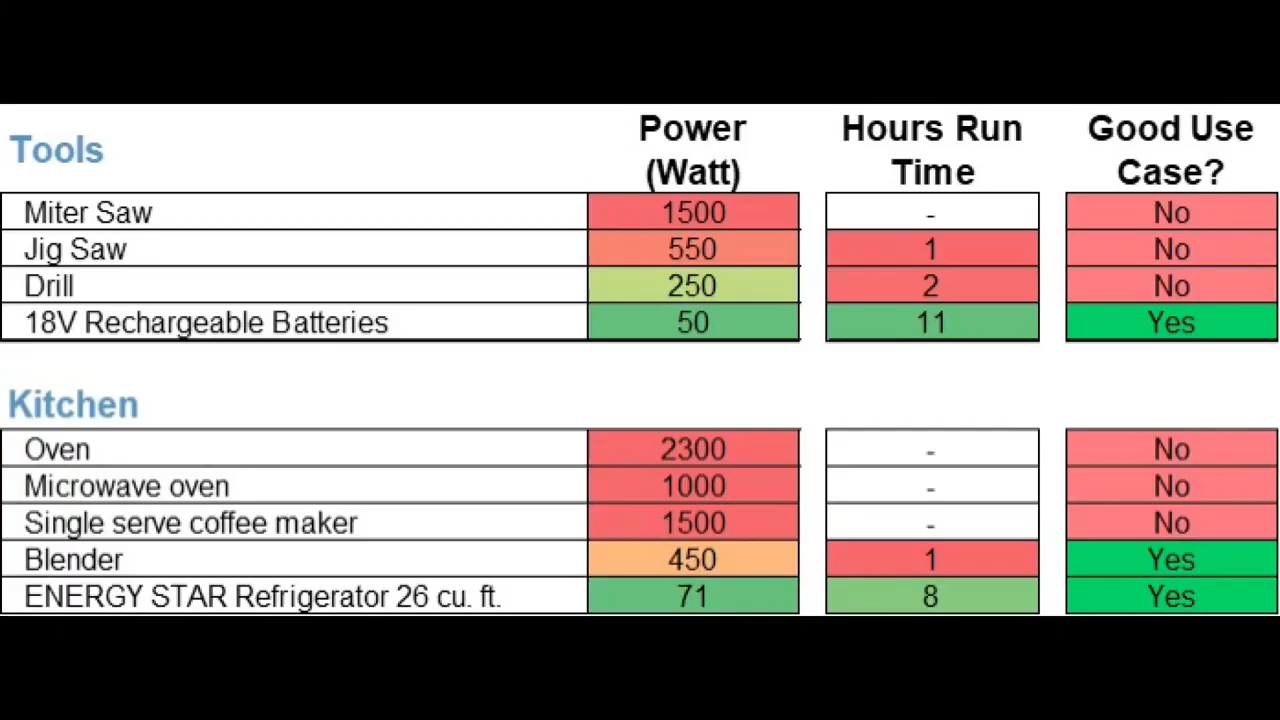 Tools Power (Watt) Hours Run Time Good Use Case?
Miter Saw 1500 - No
Jig Saw 550 1 No
Drill 250 2 No
18V Rechargeable Batteries 50 11 Yes
Kitchen
Oven 2300 - No
Microwave oven 1000 - No
Single serve coffee maker 1500 - No
Blender 450 1 Yes
ENERGY STAR Refrigerator 26 cu. ft. 71 8 Yes